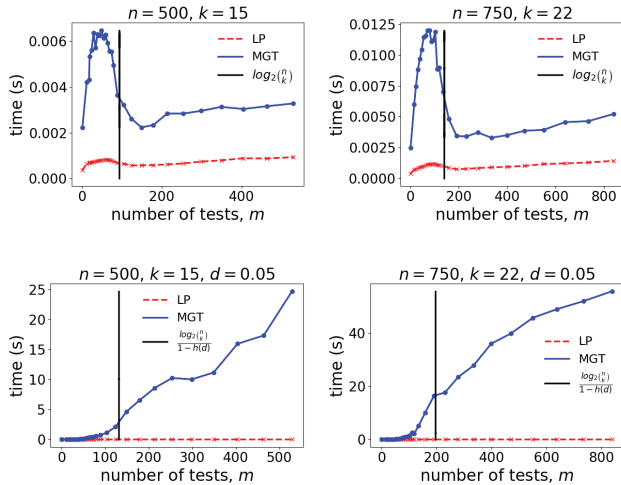 n = 500, k = 15
time (s)
0.006
0.004
0.002
0.000
LP
MGT
log₂(n k)
0 200 400
number of tests, m
n = 750, k = 22
time (s)
0.0125
0.0100
0.0075
0.0050
0.0025
0.0000
LP
MGT
log₂(n k)
0 200 400 600 800
number of tests, m
n = 500, k = 15, d = 0.05
time (s)
25
20
15
10
5
0
LP
MGT
log₂(n k)
1 − h(d)
0 100 200 300 400 500
number of tests, m
n = 750, k = 22, d = 0.05
time (s)
40
20
0
LP
MGT
log₂(n k)
1 − h(d)
0 200 400 600 800
number of tests, m